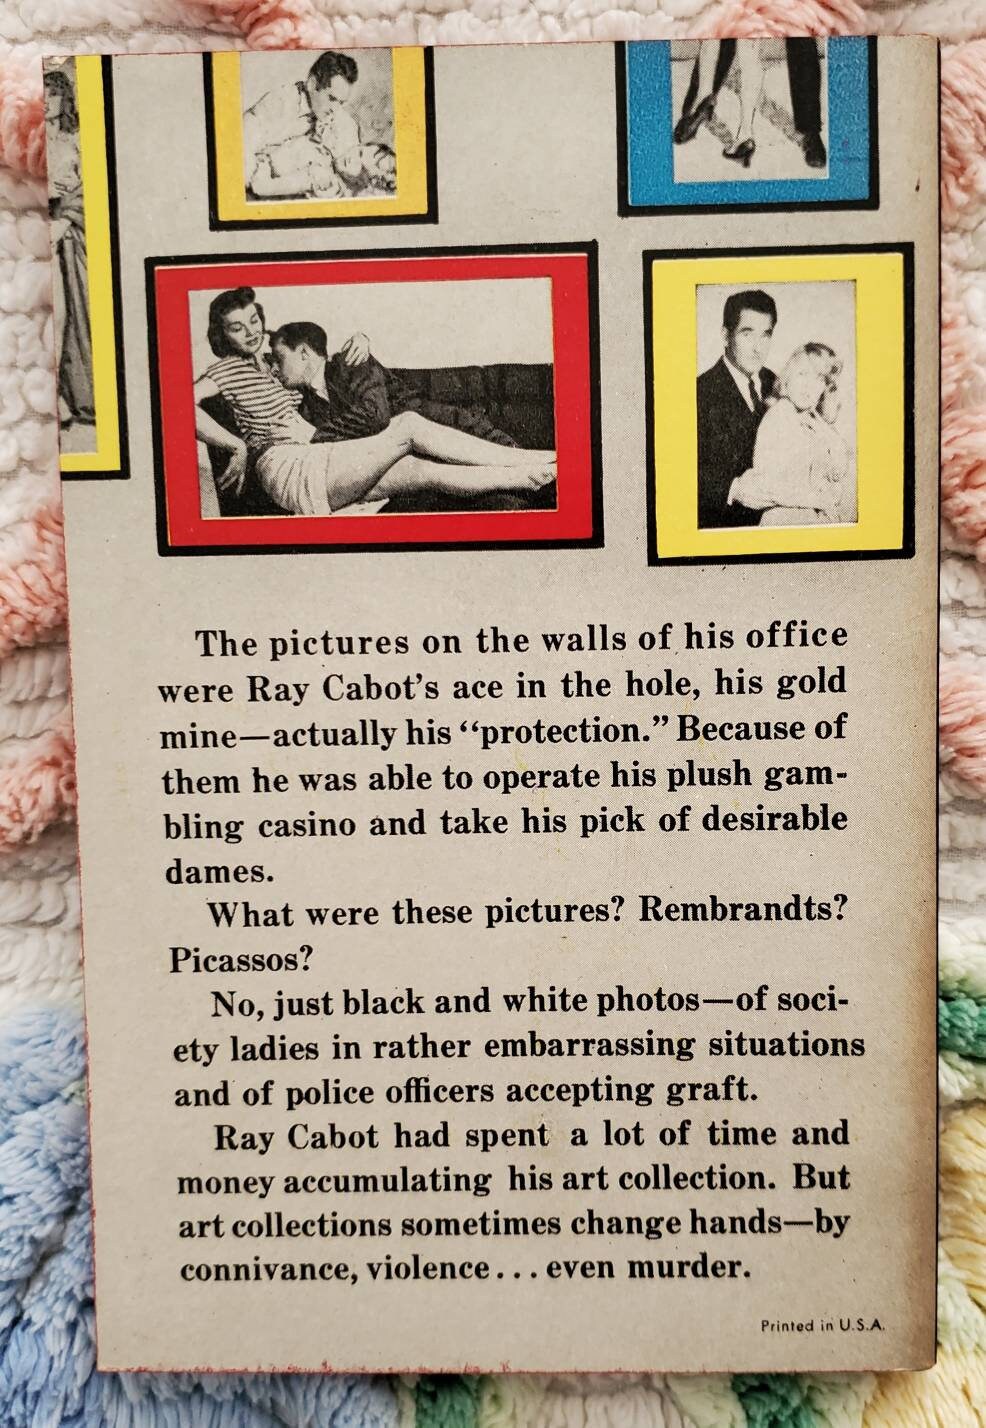 The pictures on the walls of his office
were Ray Cabot's ace in the hole, his gold
mine—actually his “protection.” Because of
them he was able to operate his plush gam-
bling casino and take his pick of desirable
dames.
What were these pictures? Rembrandts?
Picassos?
No, just black and white photos—of soci-
ety ladies in rather embarrassing situations
and of police officers accepting graft.
Ray Cabot had spent a lot of time and
money accumulating his art collection. But
art collections sometimes change hands—by
connivance, violence... even murder.
Printed in U.S.A.